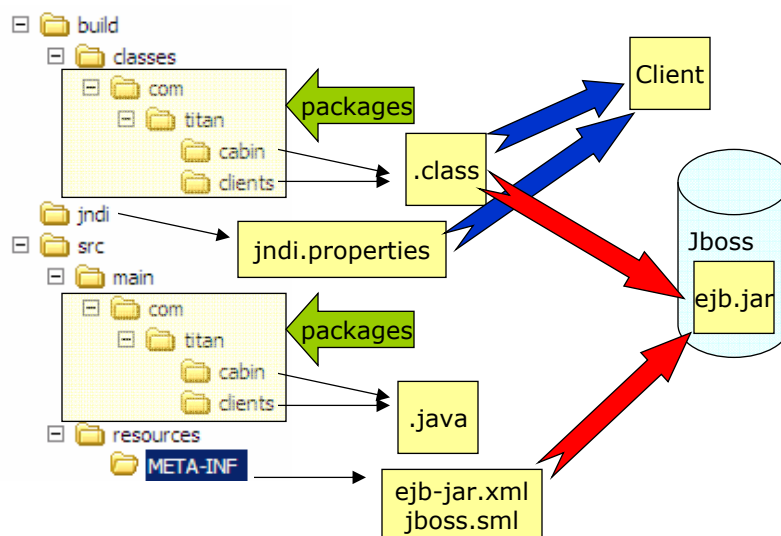 build
classes
com
titan
cabin
clients
packages
.class
Client
jndi
jndi.properties
Jboss
ejb.jar
src
main
com
titan
cabin
clients
packages
.java
resources
META-INF
ejb-jar.xml
jboss.sml